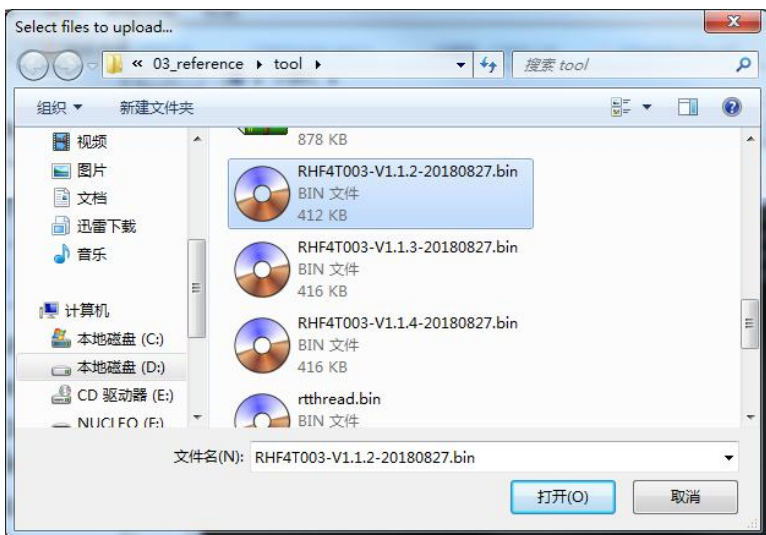 Select files to upload...
« 03_reference ▸ tool ▸
搜索 tool
组织
新建文件夹
视频
图片
文档
迅雷下载
音乐
计算机
本地磁盘 (C:)
本地磁盘 (D:)
CD 驱动器 (E:)
NUCLEO (F:)
878 KB
RHF4T003-V1.1.2-20180827.bin
BIN 文件
412 KB
RHF4T003-V1.1.3-20180827.bin
BIN 文件
416 KB
RHF4T003-V1.1.4-20180827.bin
BIN 文件
416 KB
rtthread.bin
BIN 文件
文件名(N): RHF4T003-V1.1.2-20180827.bin
打开(O)
取消